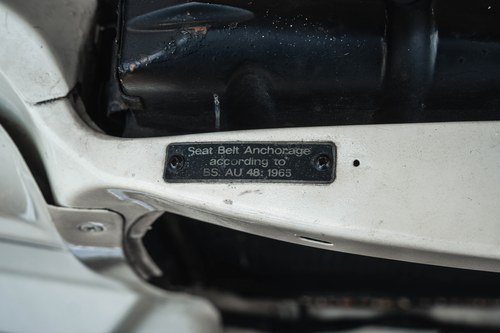 Seat Belt Anchorage
according to
BS. AU 48: 1965